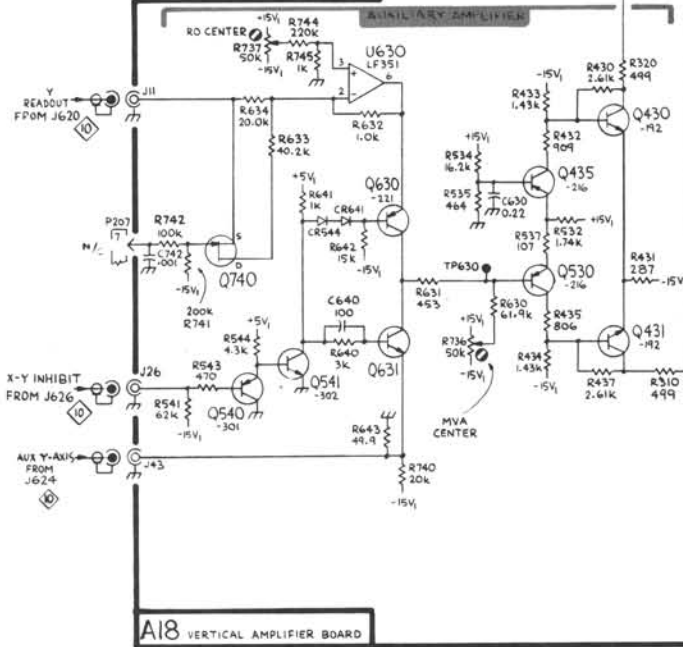 AUXILIARY AMPLIFIER
-15V₁
RO CENTER
R737
50K
-15V₁
R744
220K
R745
1K
U630
LF351
3
+
2
-
6
Y
READOUT
FROM J620
10
J11
R634
20.0K
R632
1.0K
R633
40.2K
+5V₁
R641
1K
CR544
CR641
Q630
-221
R642
15K
-15V₁
P207
7
N/C
R742
100K
C742
.001
-15V₁
S
D
Q740
200K
R741
R631
453
TP630
C640
100
R640
3K
Q631
+5V₁
R544
4.3K
Q541
-302
X-Y INHIBIT
FROM J626
10
J26
R543
470
R541
62K
-15V₁
Q540
-301
AUX Y-AXIS
FROM
J624
10
J43
R643
49.9
R740
20K
-15V₁
-15V₁
R433
1.43K
R430
2.61K
R320
499
Q430
-192
R432
909
+15V₁
R534
16.2K
R535
464
C630
0.22
Q435
-216
+15V₁
R532
1.74K
R537
107
R431
287
-15V
Q530
-216
R630
61.9K
+15V₁
R736
50K
-15V₁
MVA
CENTER
R435
806
R434
1.43K
-15V₁
Q431
-192
R437
2.61K
R310
499
A18 VERTICAL AMPLIFIER BOARD